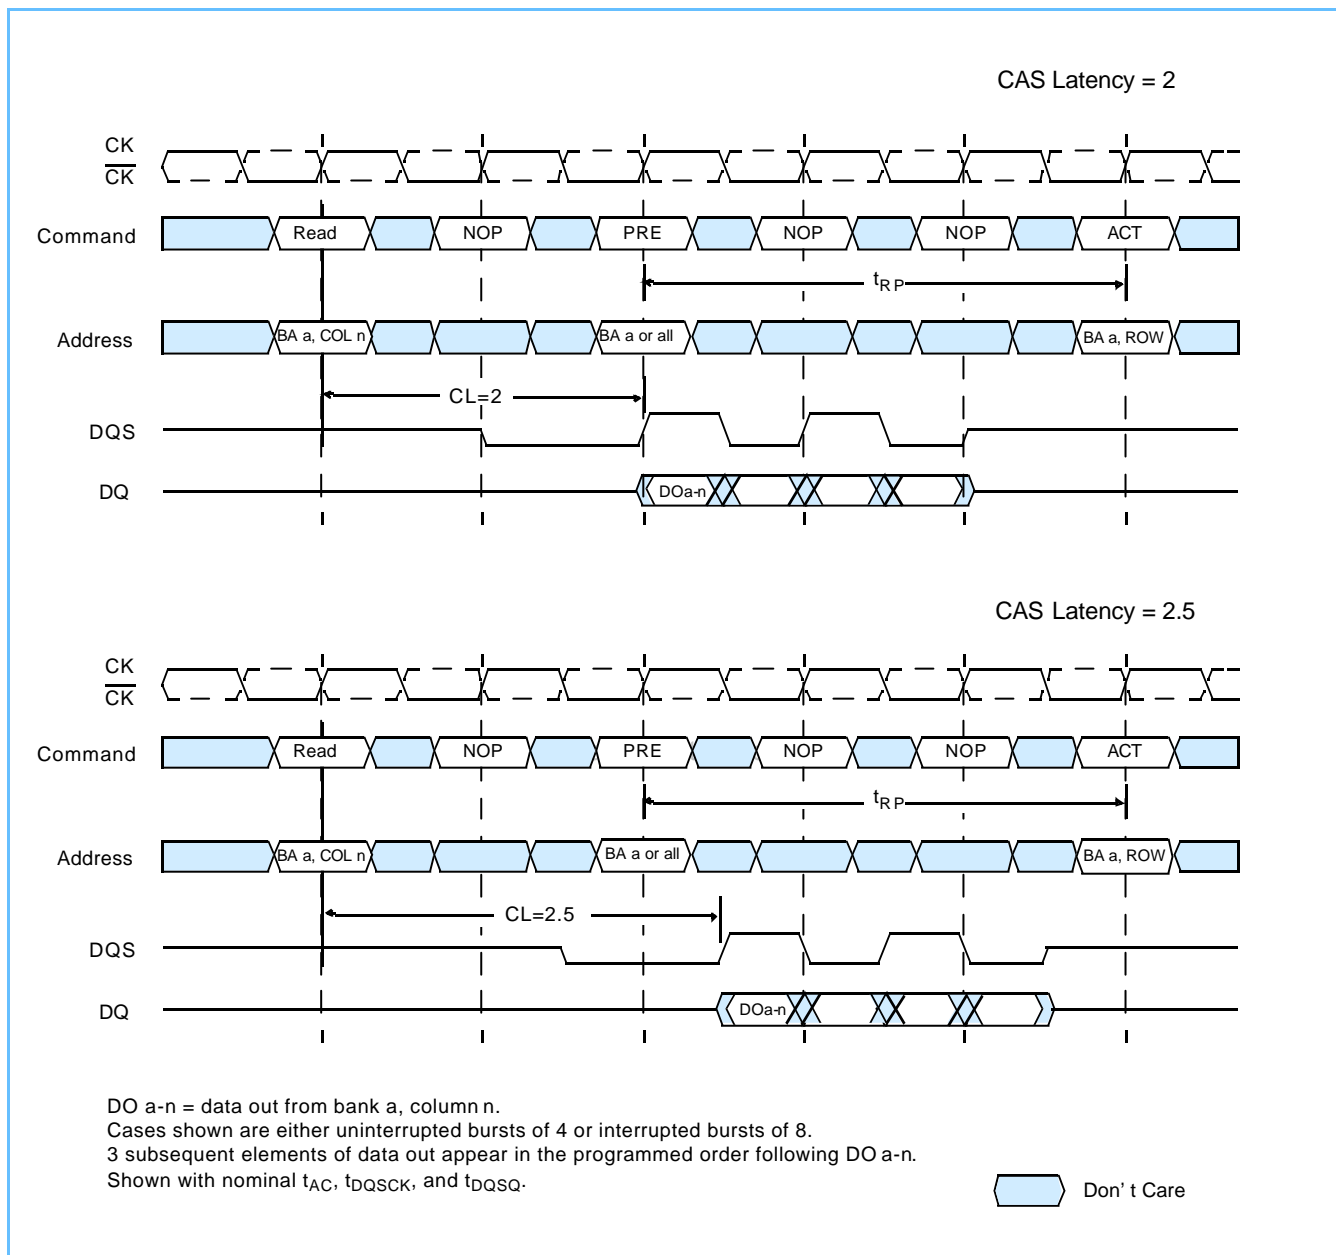 CAS Latency = 2
CK
CK
Command
Read
NOP
PRE
NOP
NOP
ACT
tRP
Address
BA a, COL n
BA a or all
BA a, ROW
CL=2
DQS
DQ
DOa-n
CAS Latency = 2.5
CK
CK
Command
Read
NOP
PRE
NOP
NOP
ACT
tRP
Address
BA a, COL n
BA a or all
BA a, ROW
CL=2.5
DQS
DQ
DOa-n
DO a-n = data out from bank a, column n.
Cases shown are either uninterrupted bursts of 4 or interrupted bursts of 8.
3 subsequent elements of data out appear in the programmed order following DO a-n.
Shown with nominal tAC, tDQSCK, and tDQSQ.
Don' t Care